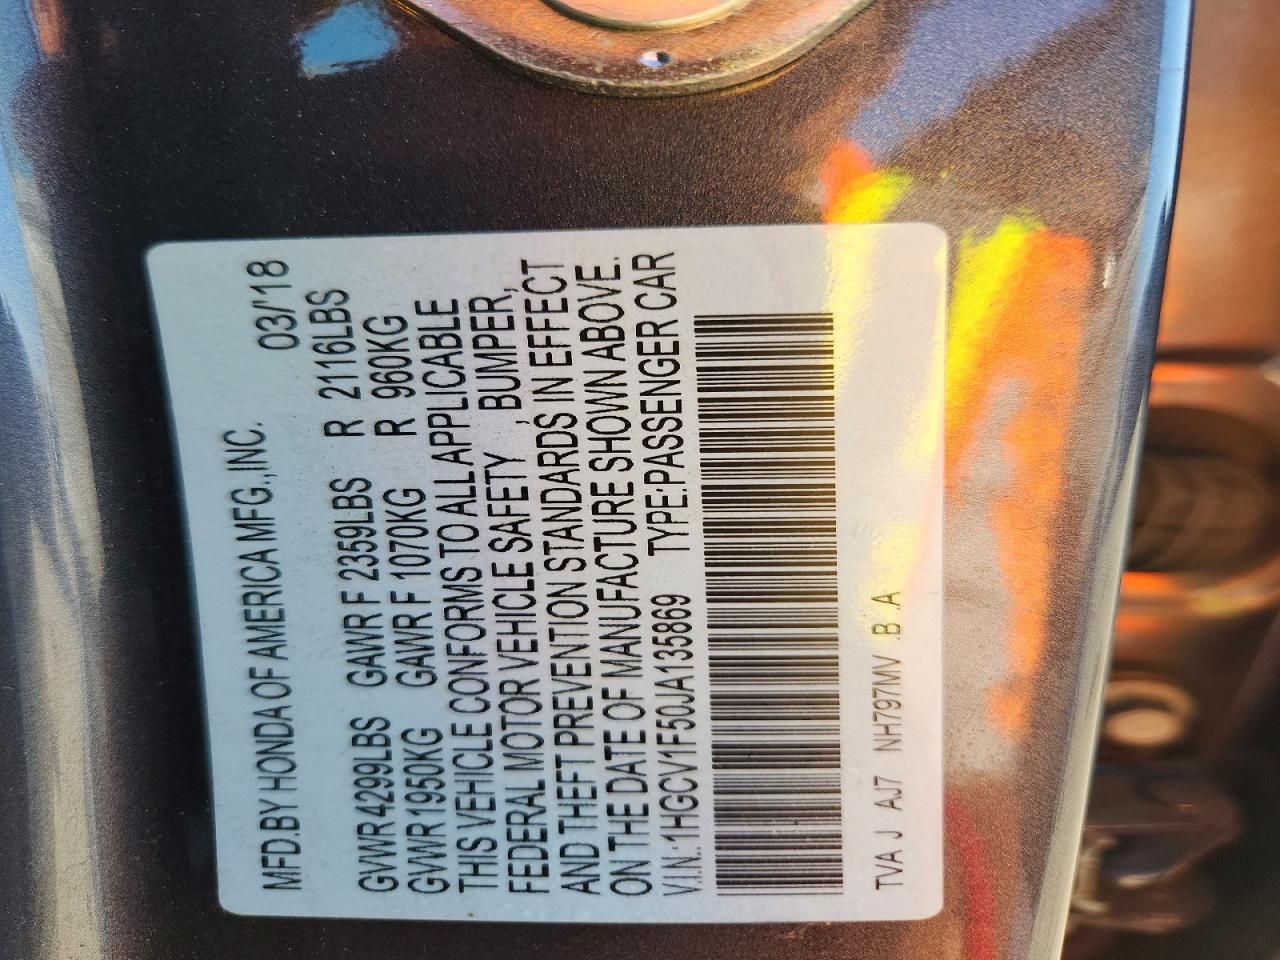 MFD.BY HONDA OF AMERICA MFG.,INC. 03/'18
GVWR 4299LBS GAWR F 2359LBS R 2116LBS
GVWR 1950KG GAWR F 1070KG R 960KG
THIS VEHICLE CONFORMS TO ALL APPLICABLE
FEDERAL MOTOR VEHICLE SAFETY , BUMPER,
AND THEFT PREVENTION STANDARDS IN EFFECT
ON THE DATE OF MANUFACTURE SHOWN ABOVE.
V.I.N.:1HGCV1F50JA135869 TYPE:PASSENGER CAR
TVA J AJ7 NH797MV .B .A